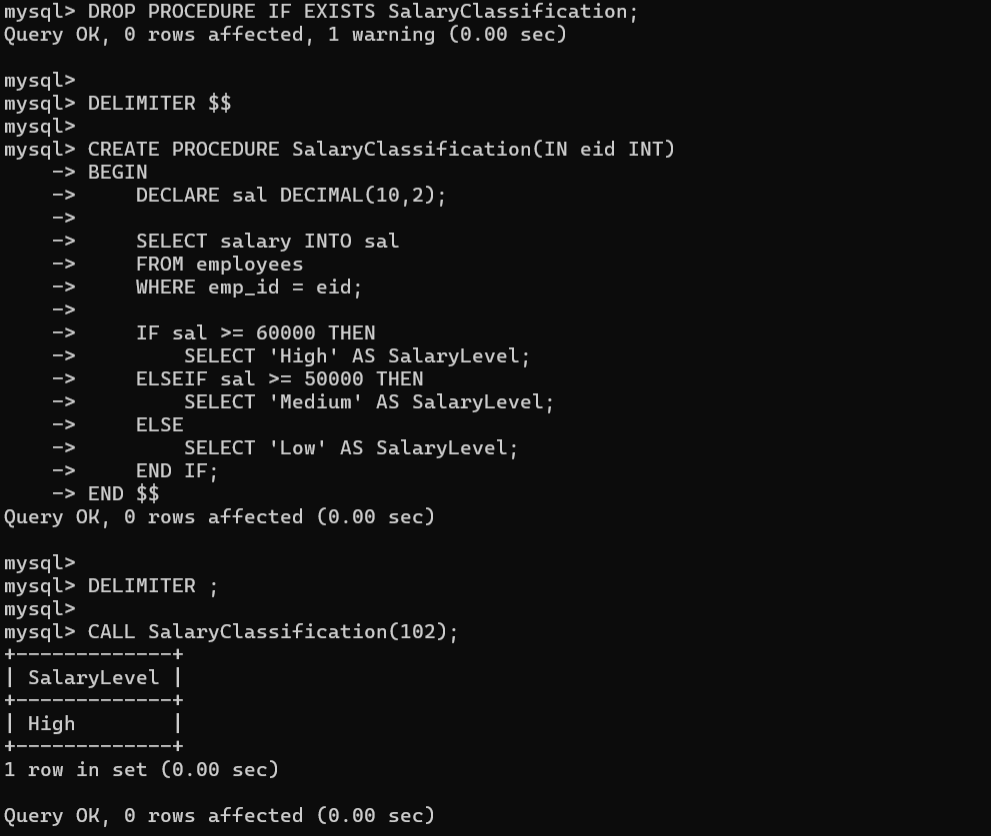 mysql> DROP PROCEDURE IF EXISTS SalaryClassification;
Query OK, 0 rows affected, 1 warning (0.00 sec)

mysql>
mysql> DELIMITER $$
mysql>
mysql> CREATE PROCEDURE SalaryClassification(IN eid INT)
    -> BEGIN
    ->     DECLARE sal DECIMAL(10,2);
    ->
    ->     SELECT salary INTO sal
    ->     FROM employees
    ->     WHERE emp_id = eid;
    ->
    ->     IF sal >= 60000 THEN
    ->         SELECT 'High' AS SalaryLevel;
    ->     ELSEIF sal >= 50000 THEN
    ->         SELECT 'Medium' AS SalaryLevel;
    ->     ELSE
    ->         SELECT 'Low' AS SalaryLevel;
    ->     END IF;
    -> END $$
Query OK, 0 rows affected (0.00 sec)

mysql>
mysql> DELIMITER ;
mysql>
mysql> CALL SalaryClassification(102);
+-------------+
| SalaryLevel |
+-------------+
| High        |
+-------------+
1 row in set (0.00 sec)

Query OK, 0 rows affected (0.00 sec)